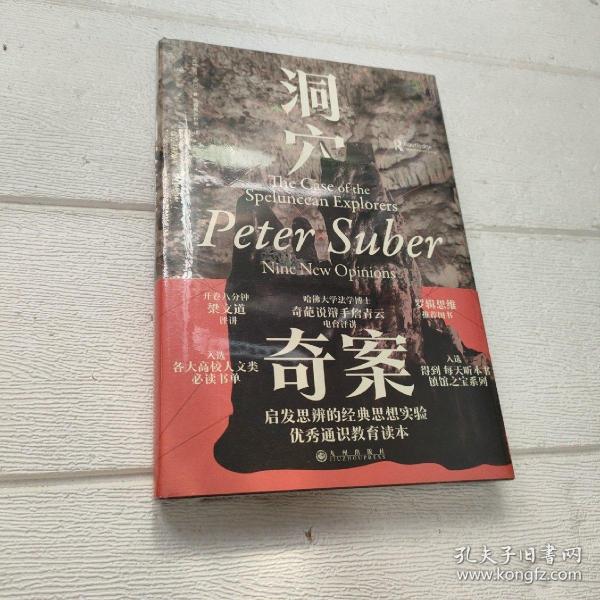 洞
穴
Routledge
The Case of the
Speluncean Explorers
Peter Suber
Nine New Opinions
开卷八分钟
梁文道
评讲
哈佛大学法学博士
奇葩说辩手詹青云
电台评讲
罗辑思维
推荐图书
入选
各大高校人文类
必读书单
奇案
入选
得到 每天听本书
镇馆之宝系列
启发思辨的经典思想实验
优秀通识教育读本
九州出版社
JIUZHOUPRESS
孔夫子旧书网
www.kongfz.com